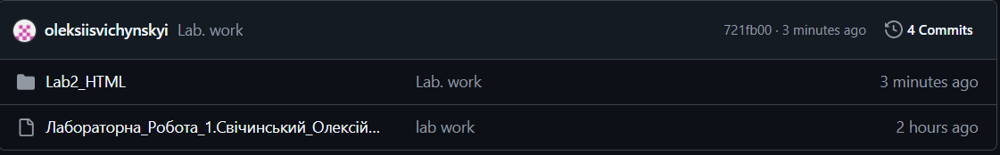 oleksiisvichynskyi Lab. work 721fb00 · 3 minutes ago 4 Commits
Lab2_HTML Lab. work 3 minutes ago
Лабораторна_Робота_1.Свічинський_Олексій... lab work 2 hours ago